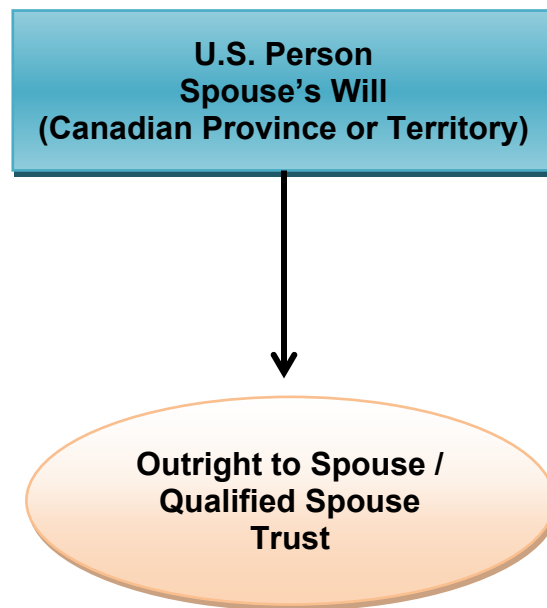 U.S. Person
Spouse’s Will
(Canadian Province or Territory)
Outright to Spouse /
Qualified Spouse
Trust